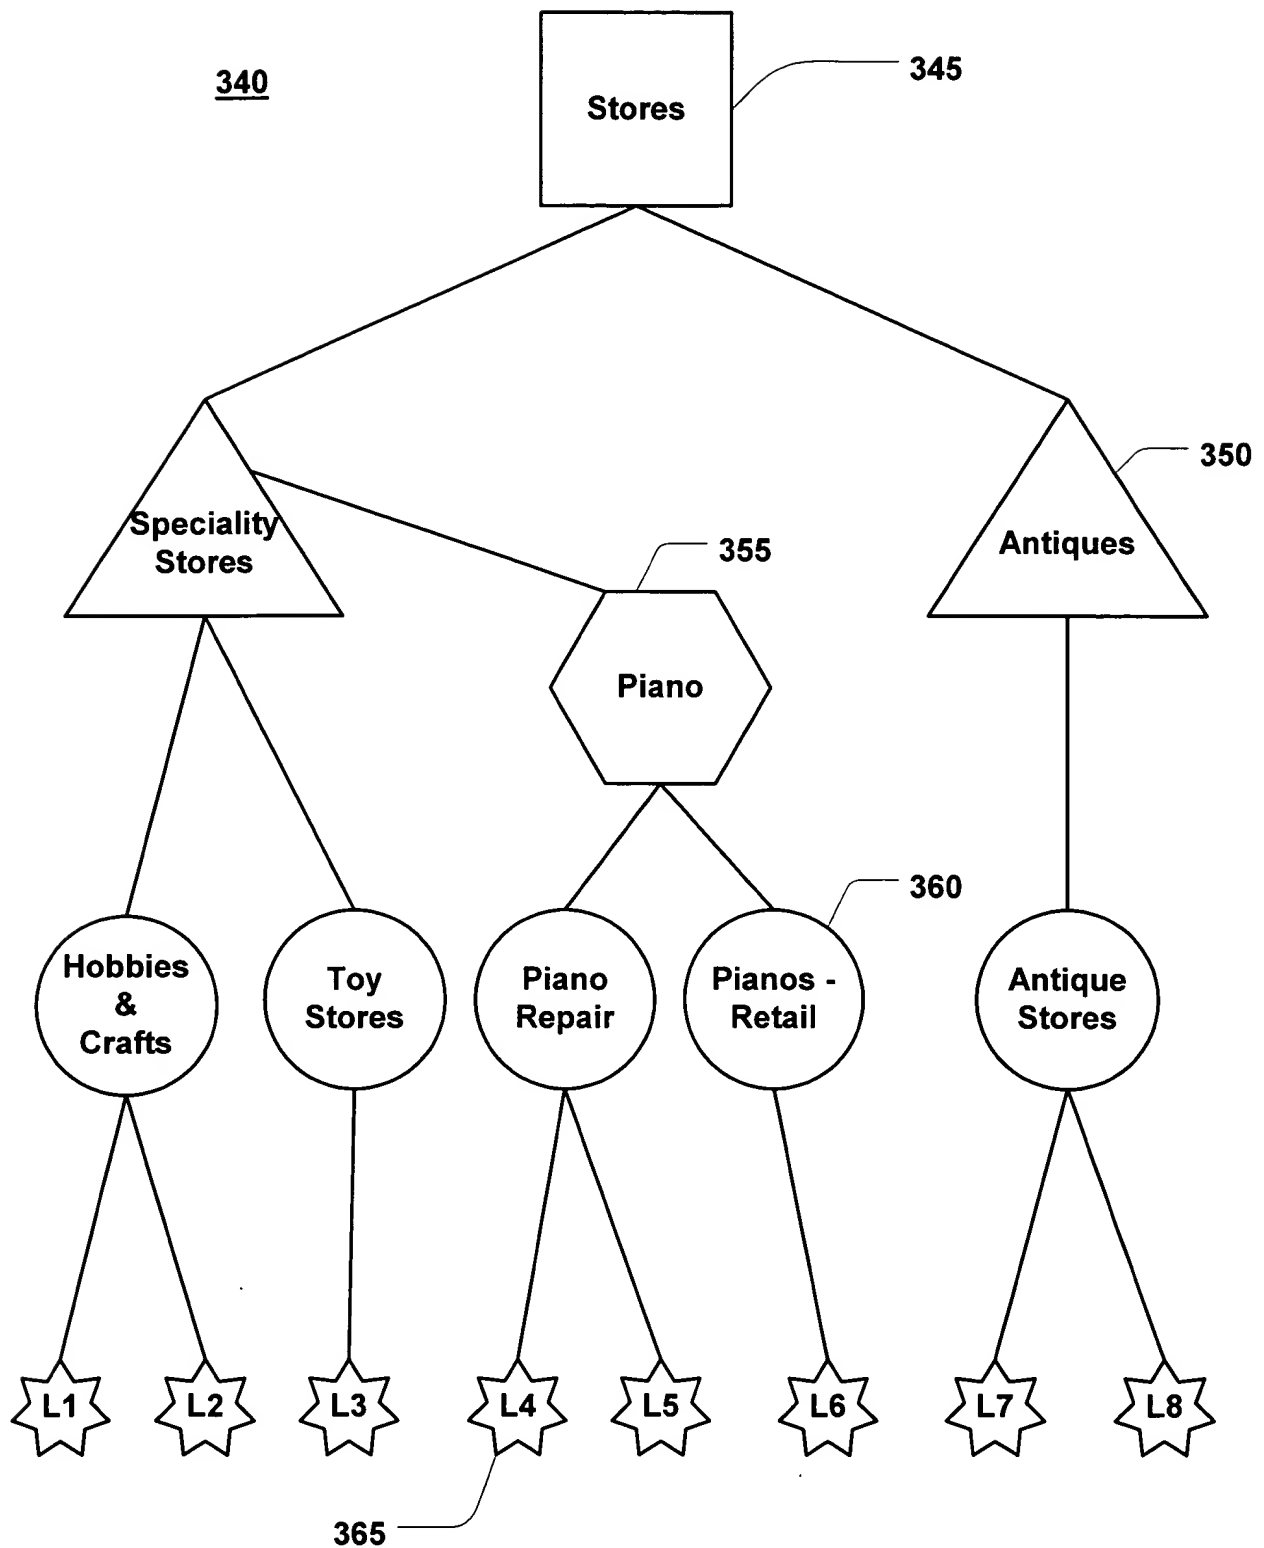 340
Stores
345
Speciality
Stores
Antiques
350
355
Piano
360
Hobbies
&
Crafts
Toy
Stores
Piano
Repair
Pianos -
Retail
Antique
Stores
L1
L2
L3
L4
L5
L6
L7
L8
365